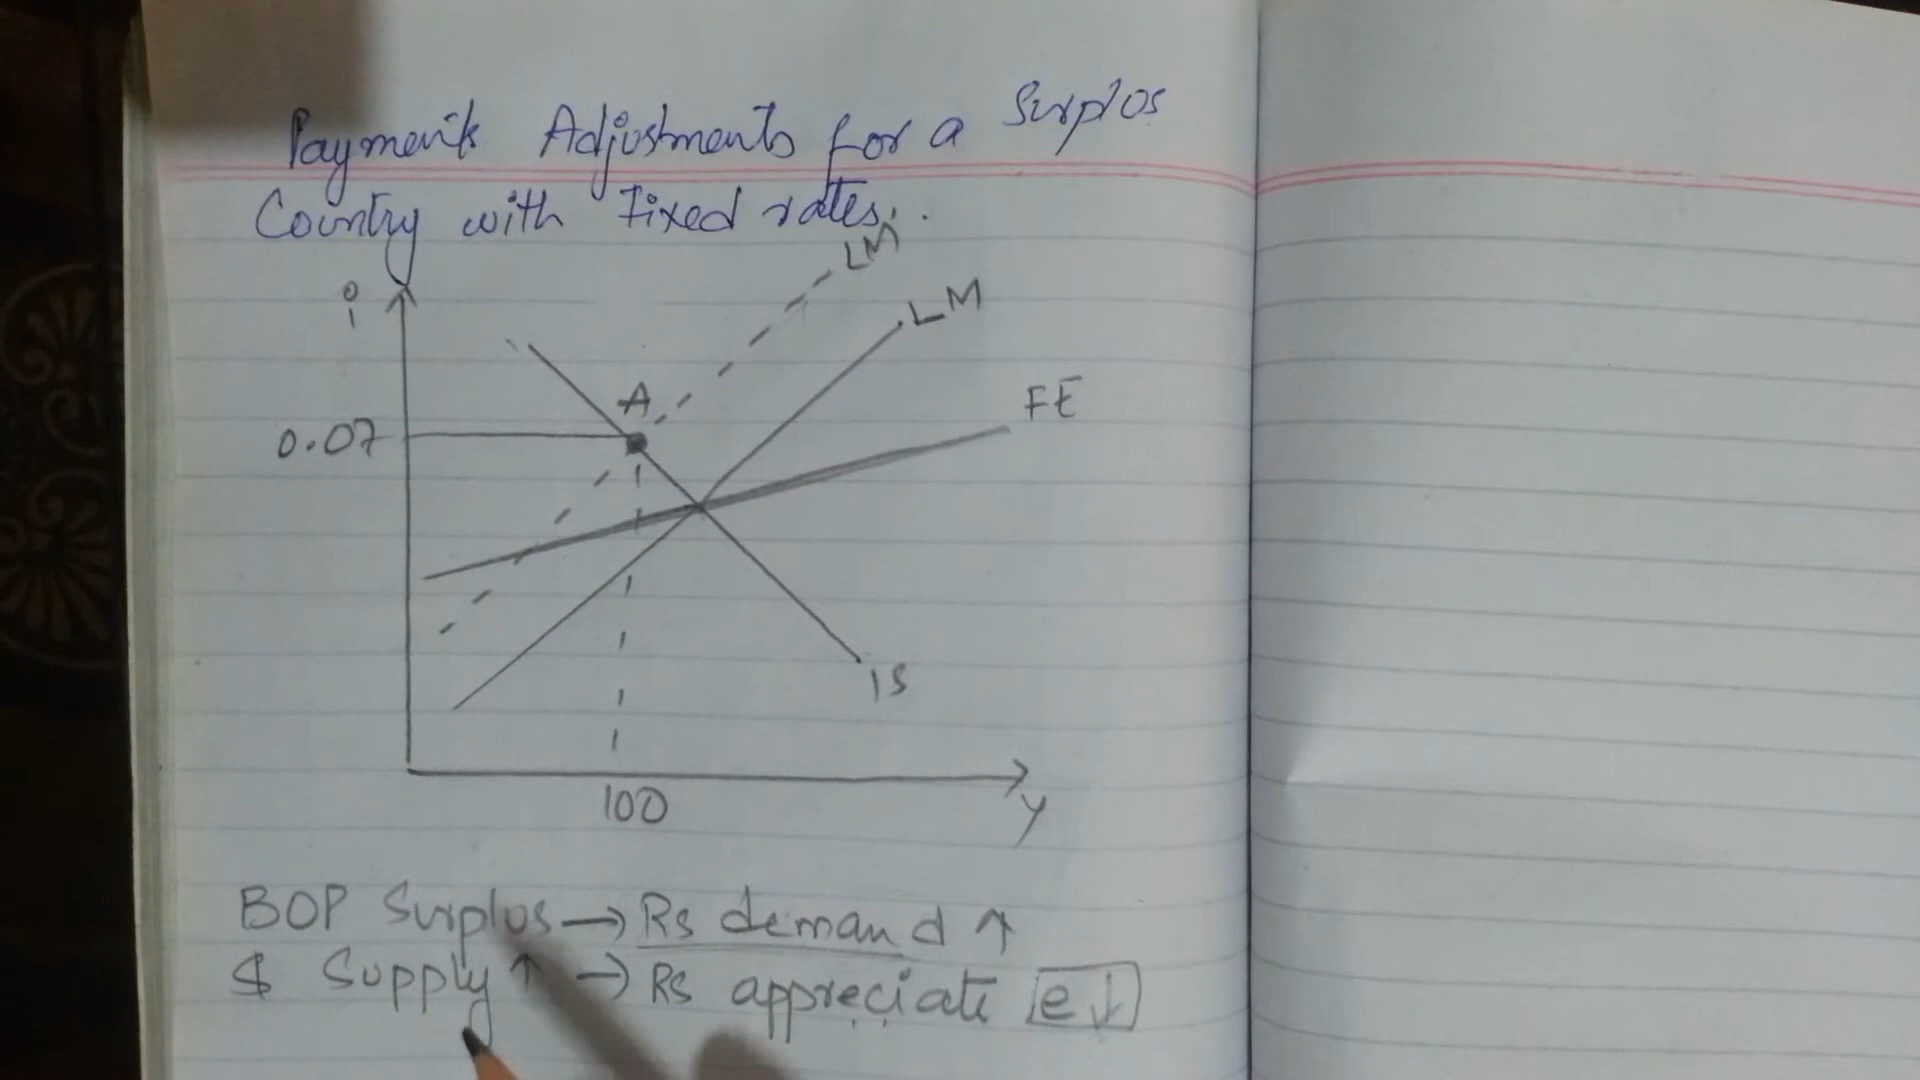 Payments Adjustments for a Surplus
Country with Fixed rates.
LM
i
LM
FE
A
0.07
IS
100
Y
BOP Surplus → Rs demand ↑
$ Supply ↑ → Rs appreciate e↓